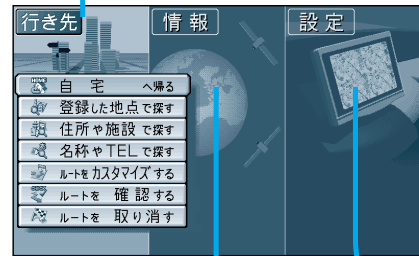 行き先
情報
設定
自宅へ帰る
登録した地点で探す
住所や施設で探す
名称やTELで探す
ルートをカスタマイズする
ルートを確認する
ルートを取り消す